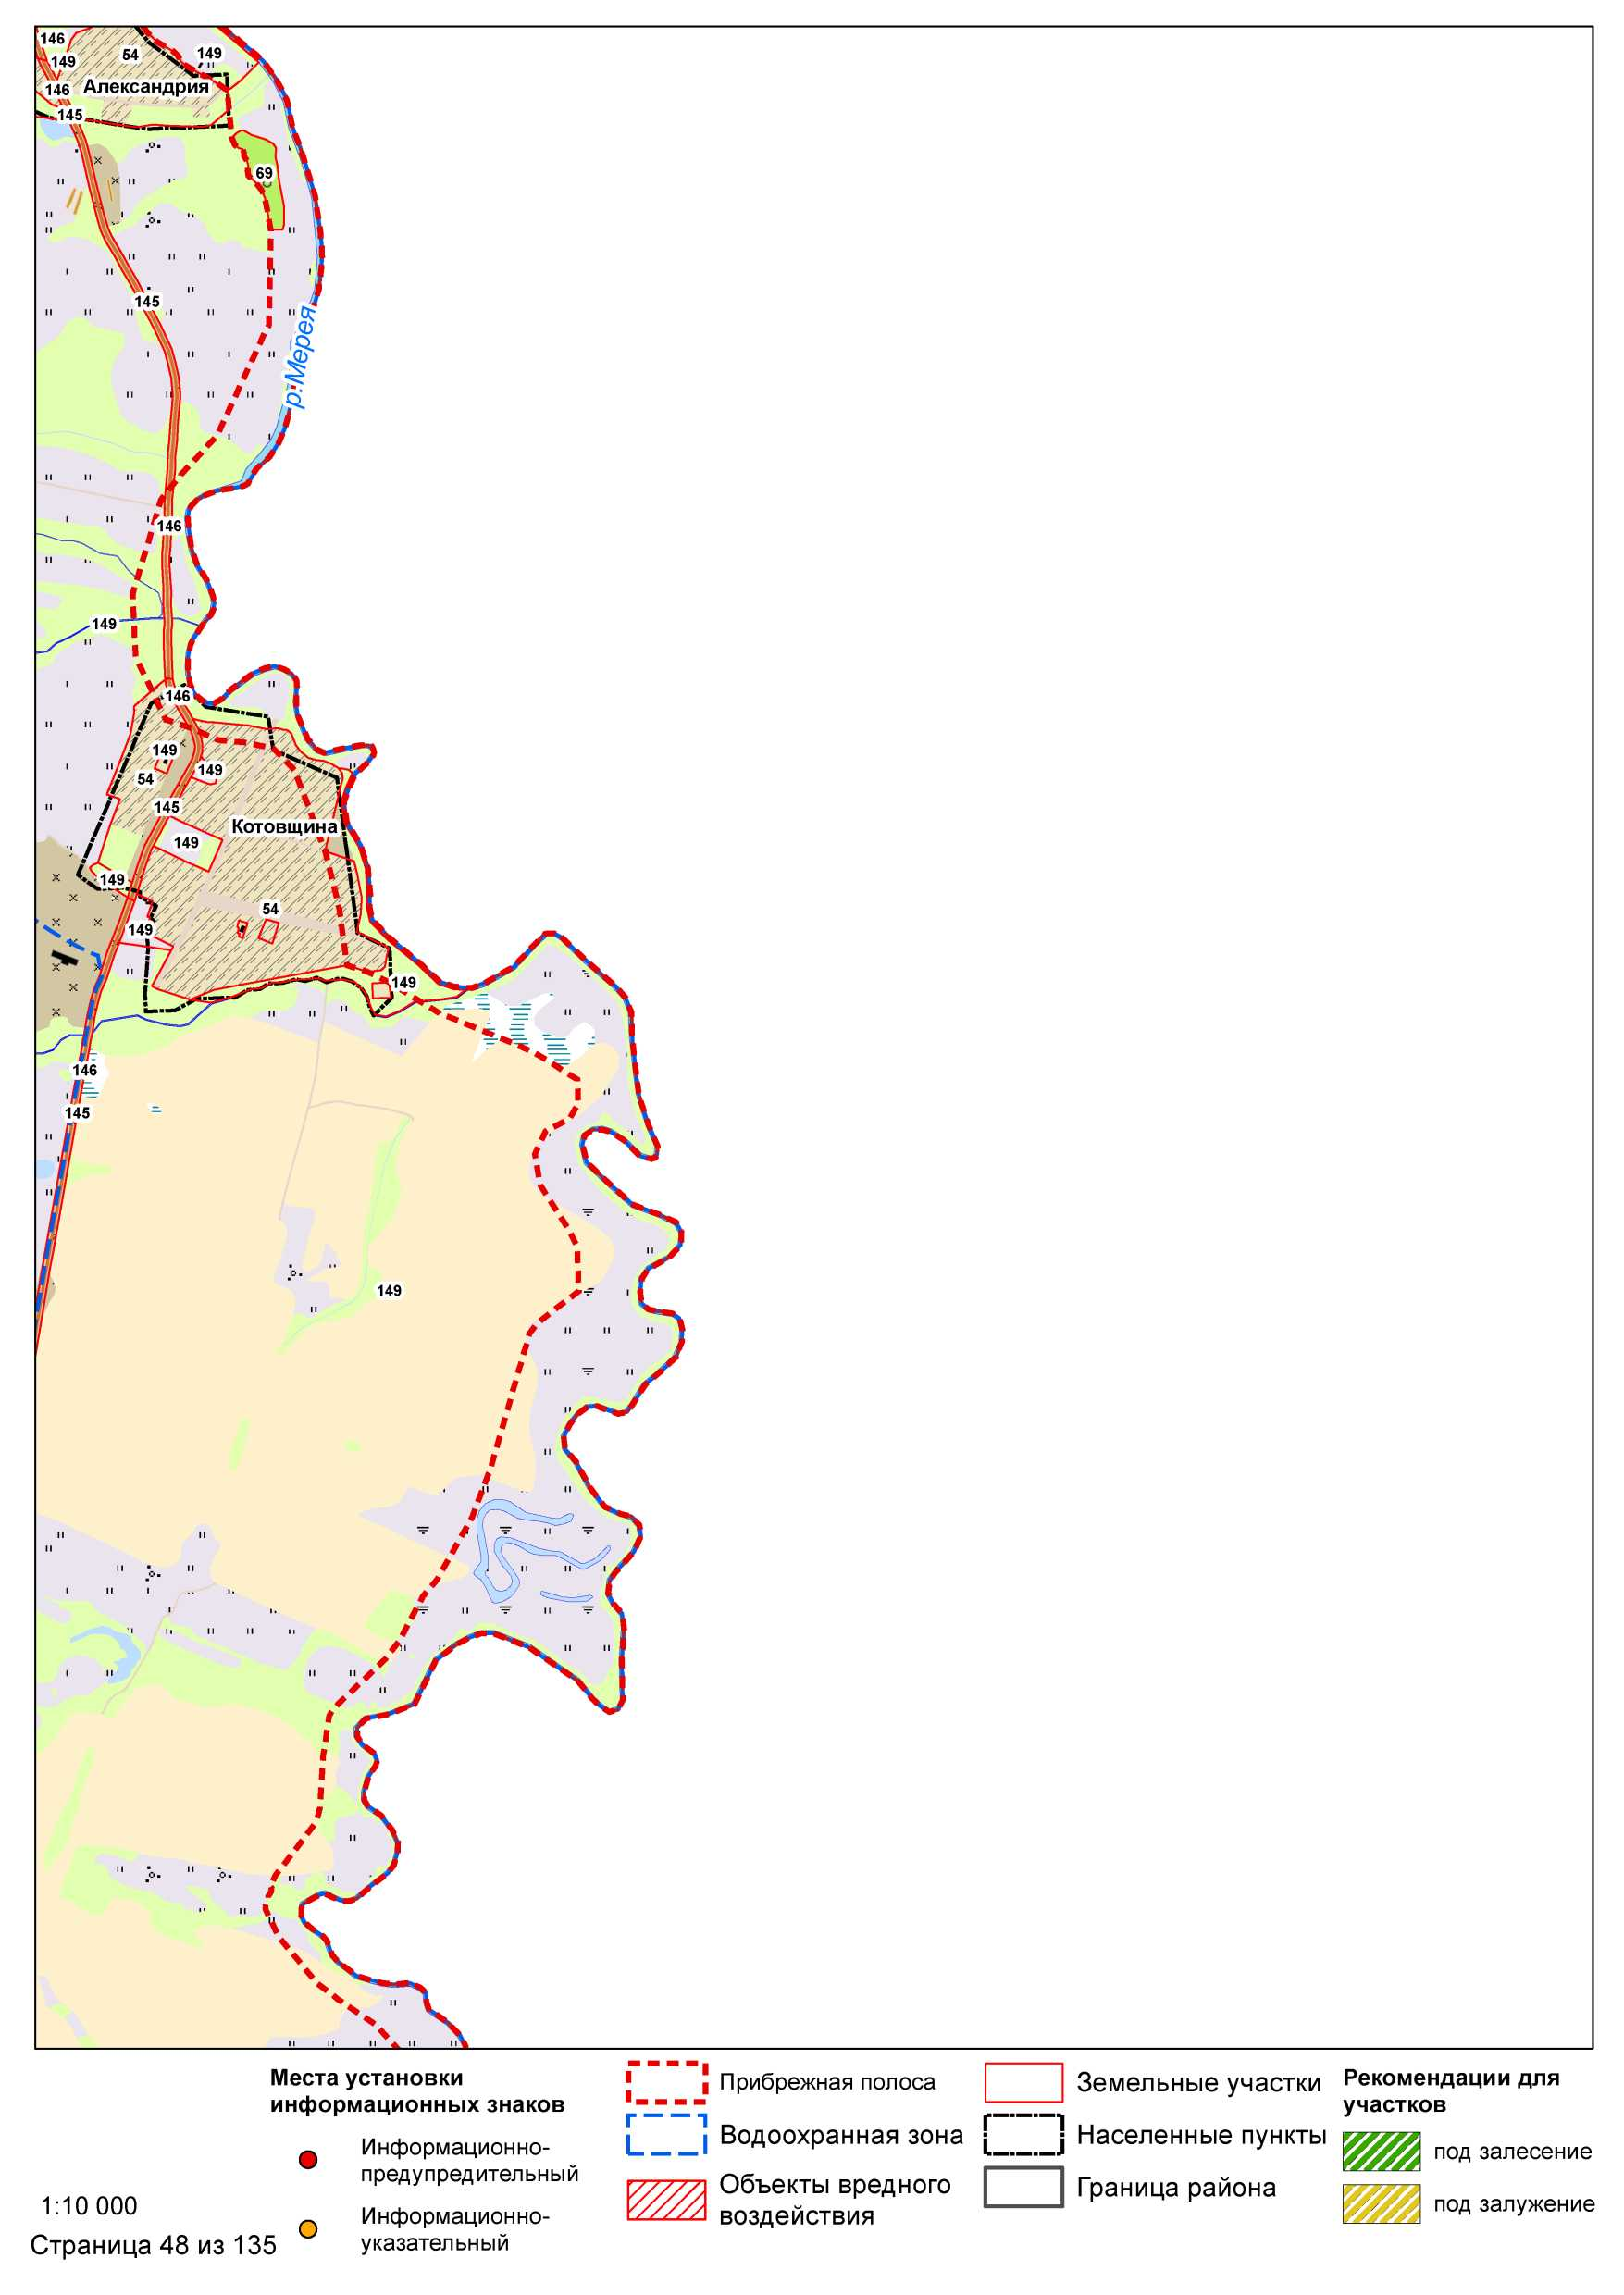 146
54
149
149
Александрия
146
145
69
145
р. Мерея
146
149
146
149
149
54
145
Котовщина
149
149
54
149
149
146
145
149
Места установки
информационных знаков
Информационно-
предупредительный
Информационно-
указательный
1:10 000
Страница 48 из 135
Прибрежная полоса
Водоохранная зона
Объекты вредного
воздействия
Земельные участки
Населенные пункты
Граница района
Рекомендации для
участков
под залесение
под залужение